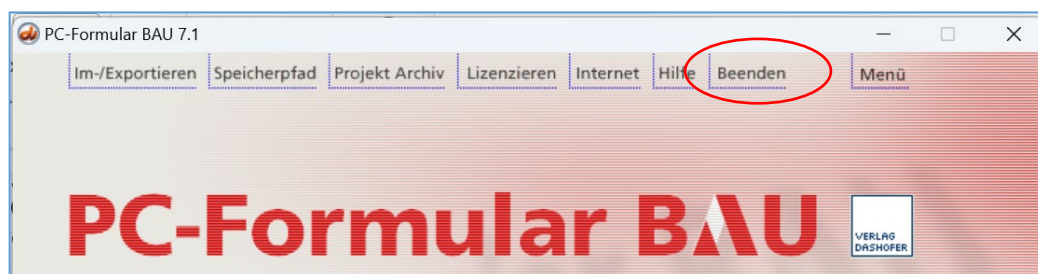 PC-Formular BAU 7.1
Im-/Exportieren Speicherpfad Projekt Archiv Lizenzieren Internet Hilfe Beenden Menü
PC-Formular BAU
VERLAG
DASHÖFER